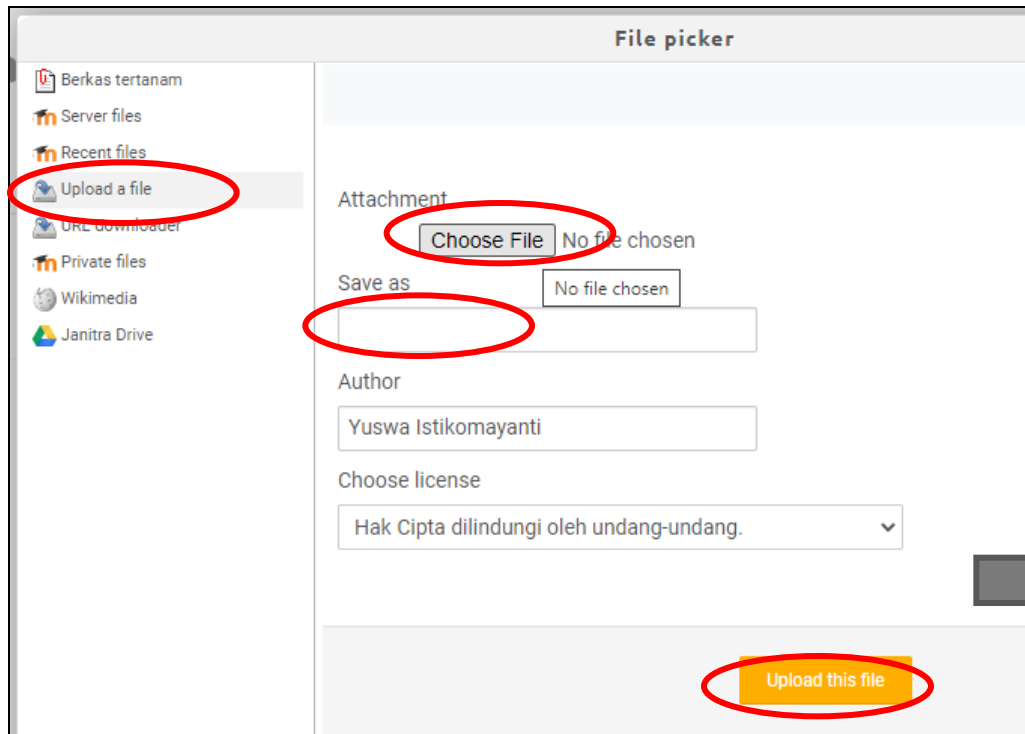 File picker
Berkas tertanam
Server files
Recent files
Upload a file
URL downloader
Private files
Wikimedia
Janitra Drive
Attachment
Choose File No file chosen
Save as
No file chosen
Author
Yuswa Istikomayanti
Choose license
Hak Cipta dilindungi oleh undang-undang.
Upload this file